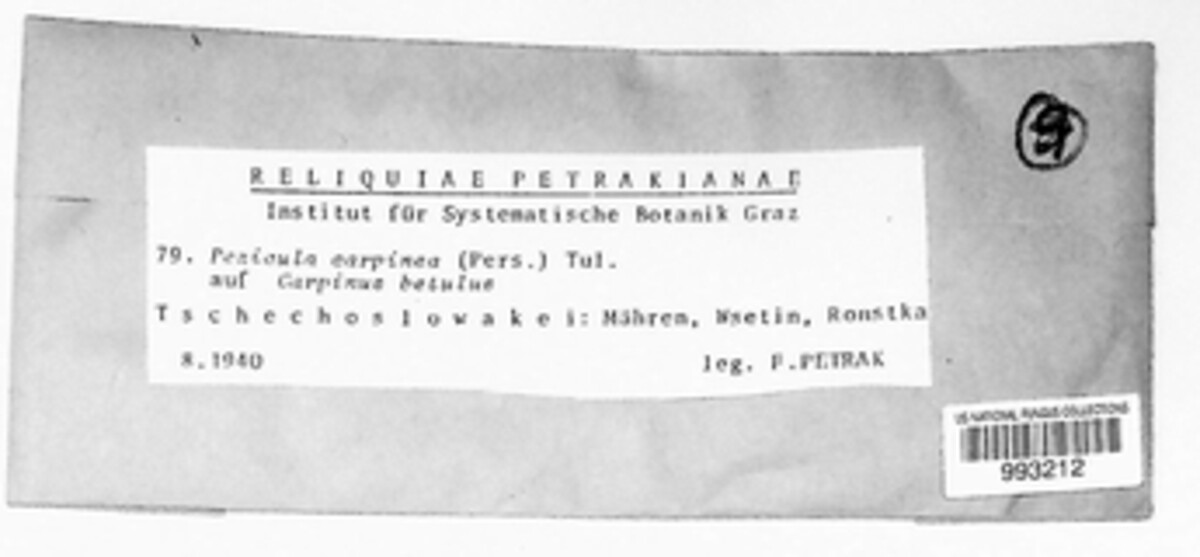 RELIQUIAE PETRAKIANAE
Institut für Systematische Botanik Graz
79. Pezicula carpinea (Pers.) Tul.
auf Carpinus betulus
Tschechoslowakei: Mähren, Wsetin, Ronstka
8.1940 leg. F.PETRAK
US NATIONAL FUNGUS COLLECTIONS
993212